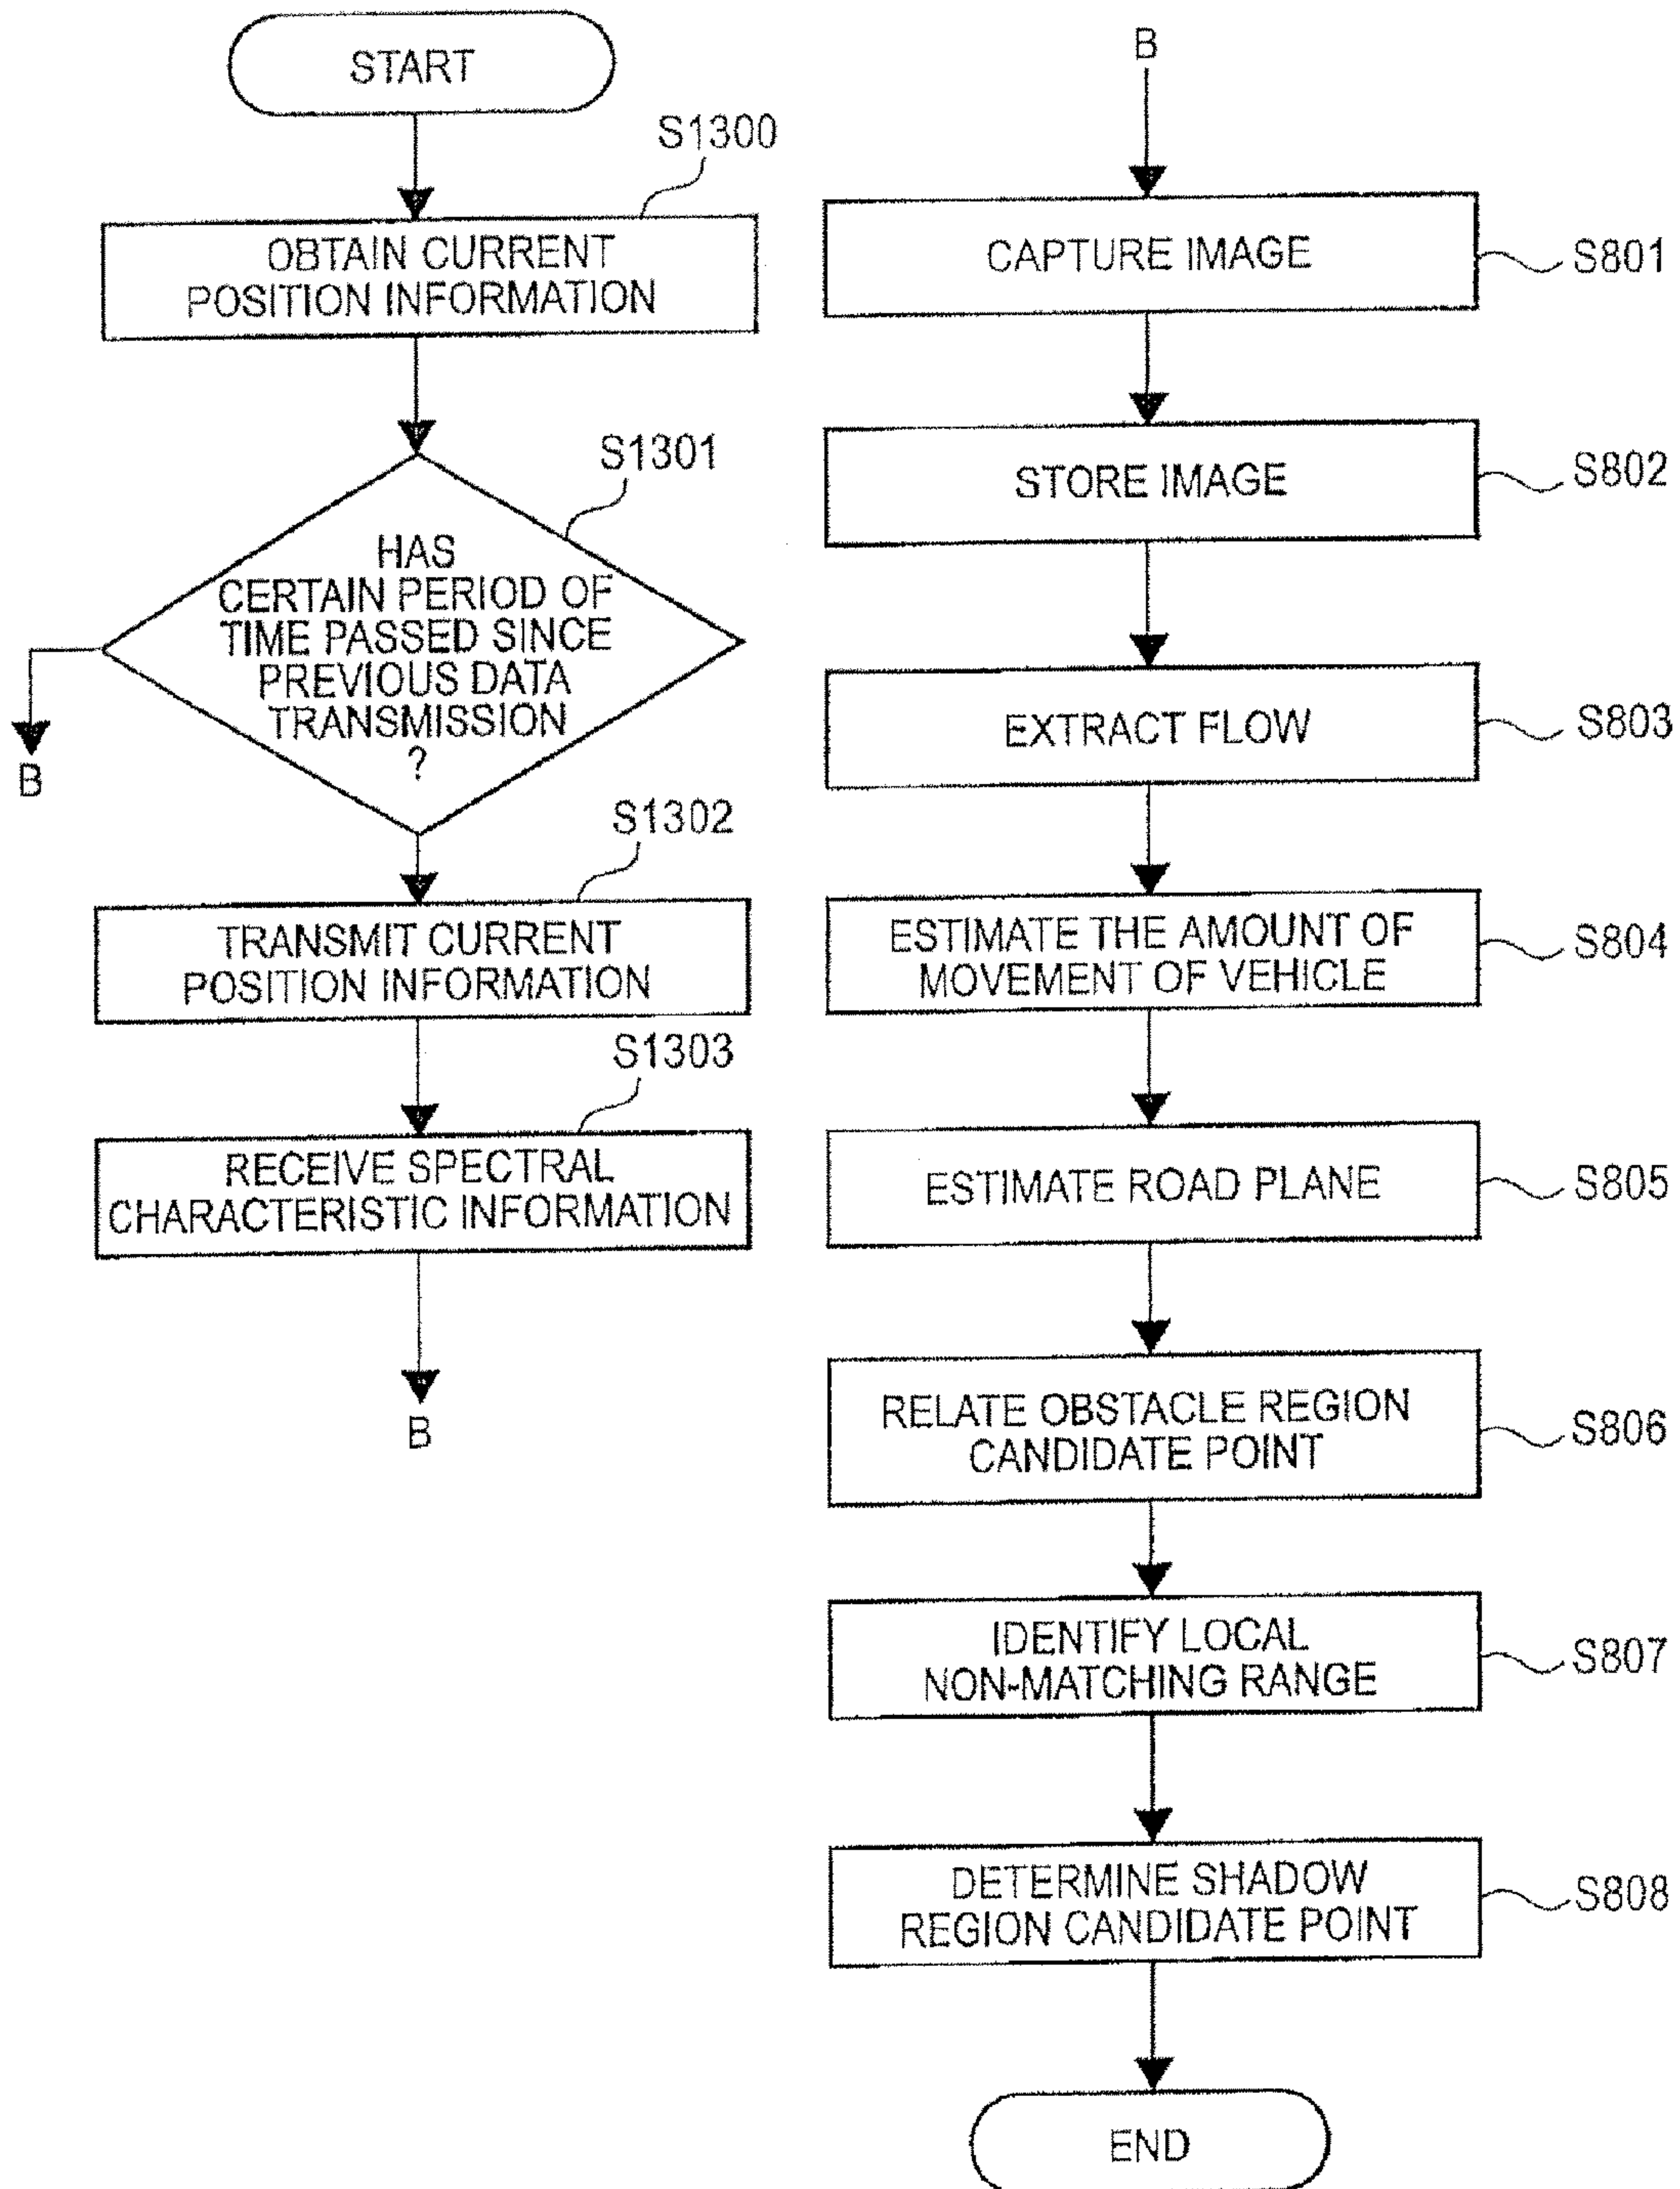 START
S1300
OBTAIN CURRENT
POSITION INFORMATION
S1301
HAS
CERTAIN PERIOD OF
TIME PASSED SINCE
PREVIOUS DATA
TRANSMISSION
?
B
S1302
TRANSMIT CURRENT
POSITION INFORMATION
S1303
RECEIVE SPECTRAL
CHARACTERISTIC INFORMATION
B
B
CAPTURE IMAGE
S801
STORE IMAGE
S802
EXTRACT FLOW
S803
ESTIMATE THE AMOUNT OF
MOVEMENT OF VEHICLE
S804
ESTIMATE ROAD PLANE
S805
RELATE OBSTACLE REGION
CANDIDATE POINT
S806
IDENTIFY LOCAL
NON-MATCHING RANGE
S807
DETERMINE SHADOW
REGION CANDIDATE POINT
S808
END